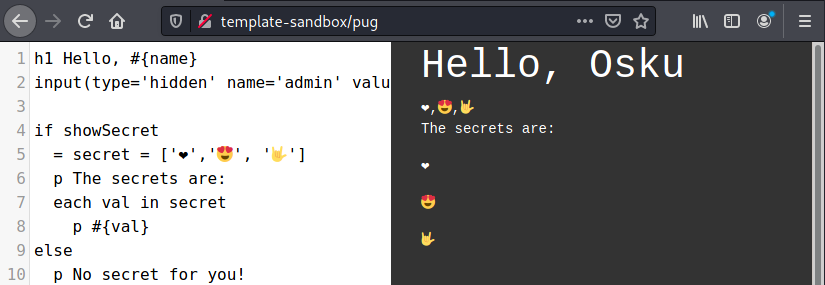 template-sandbox/pug
1 h1 Hello, #{name}
2 input(type='hidden' name='admin' valu
3
4 if showSecret
5   = secret = ['❤','😍', '🤟']
6   p The secrets are:
7   each val in secret
8     p #{val}
9 else
10   p No secret for you!
Hello, Osku
❤,😍,🤟
The secrets are:
❤
😍
🤟